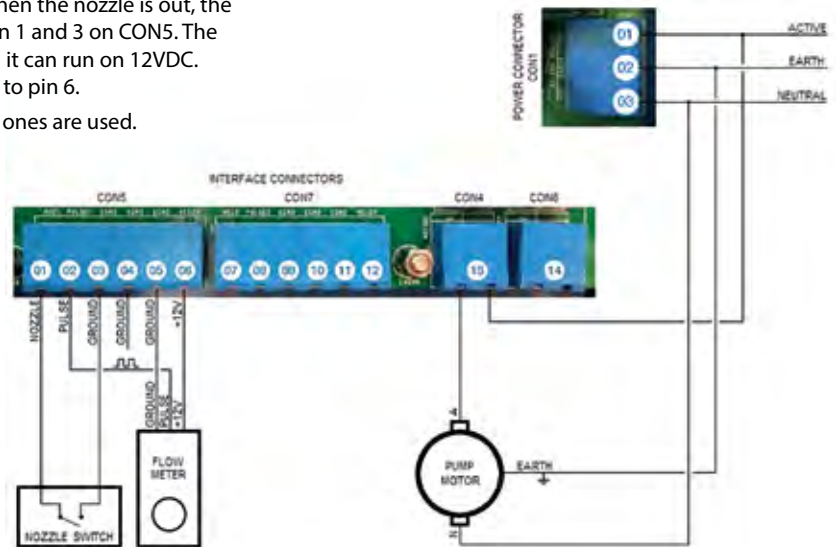 hen the nozzle is out, the
n 1 and 3 on CON5. The
it can run on 12VDC.
to pin 6.
ones are used.
POWER CONNECTOR
CON1
01
02
03
ACTIVE
EARTH
NEUTRAL
INTERFACE CONNECTORS
CON5 CON7 CON4 CON6
01 02 03 04 05 06 07 08 09 10 11 12 13 14
NOZZLE
PULSE
GROUND
GROUND
GROUND
+12V
GROUND
PULSE
+12V
FLOW
METER
NOZZLE SWITCH
A
PUMP
MOTOR
EARTH
N